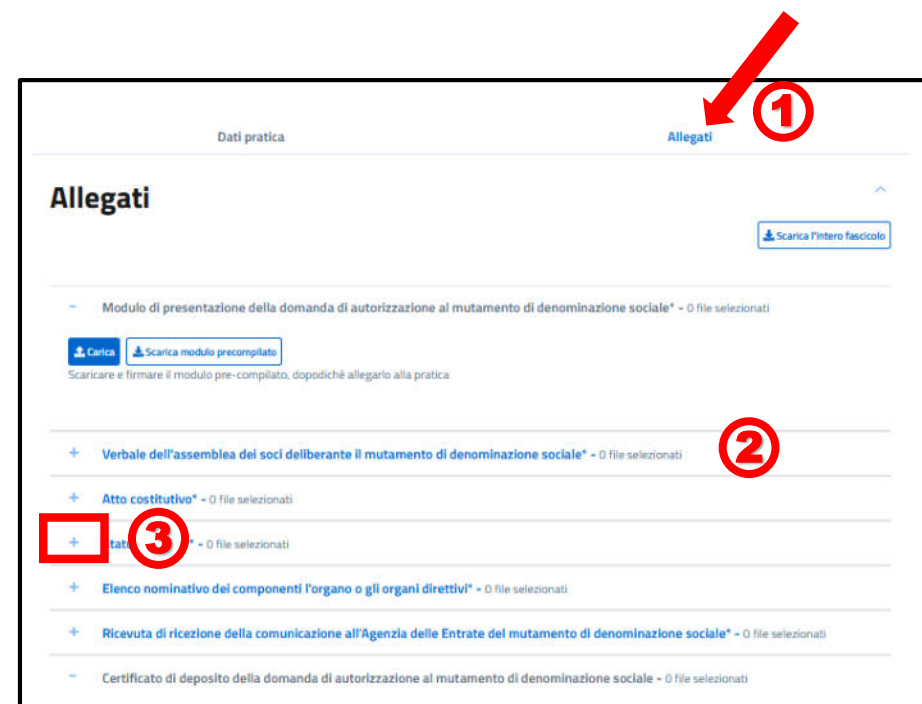 1
Dati pratica
Allegati
Allegati
Scarica l'intero fascicolo
- Modulo di presentazione della domanda di autorizzazione al mutamento di denominazione sociale* - 0 file selezionati
Carica
Scarica modulo precompilato
Scaricare e firmare il modulo pre-compilato, dopodichè allegarlo alla pratica
2
+ Verbale dell'assemblea dei soci deliberante il mutamento di denominazione sociale* - 0 file selezionati
+ Atto costitutivo* - 0 file selezionati
3
+ * - 0 file selezionati
+ Elenco nominativo dei componenti l'organo o gli organi direttivi* - 0 file selezionati
+ Ricevuta di ricezione della comunicazione all'Agenzia delle Entrate del mutamento di denominazione sociale* - 0 file selezionati
- Certificato di deposito della domanda di autorizzazione al mutamento di denominazione sociale - 0 file selezionati